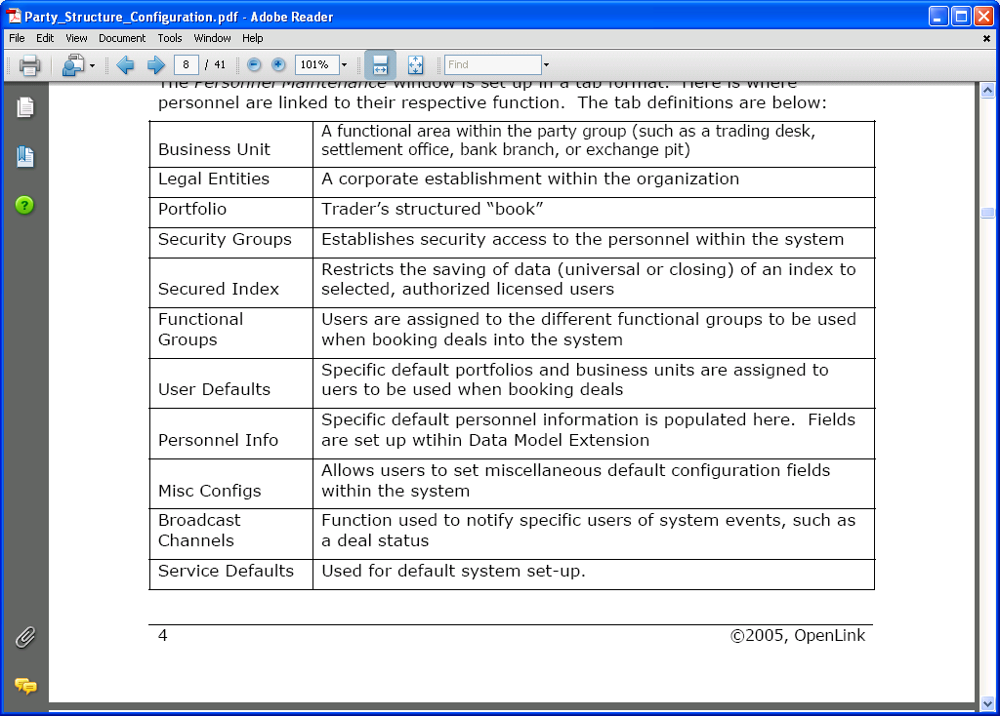 Party_Structure_Configuration.pdf - Adobe Reader
File Edit View Document Tools Window Help
8 / 41 101% Find
The Personnel Maintenance window is set up in a tab format. Here is where
personnel are linked to their respective function. The tab definitions are below:
A functional area within the party group (such as a trading desk,
Business Unit settlement office, bank branch, or exchange pit)
Legal Entities A corporate establishment within the organization
Portfolio Trader’s structured “book”
Security Groups Establishes security access to the personnel within the system
Restricts the saving of data (universal or closing) of an index to
Secured Index selected, authorized licensed users
Functional Users are assigned to the different functional groups to be used
Groups when booking deals into the system
Specific default portfolios and business units are assigned to
User Defaults uers to be used when booking deals
Specific default personnel information is populated here. Fields
Personnel Info are set up wtihin Data Model Extension
Allows users to set miscellaneous default configuration fields
Misc Configs within the system
Broadcast Function used to notify specific users of system events, such as
Channels a deal status
Service Defaults Used for default system set-up.
4 ©2005, OpenLink